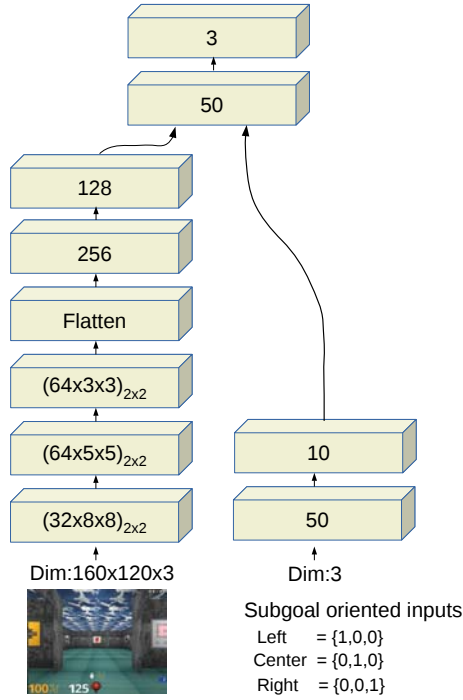 3
50
128
256
Flatten
(64x3x3)2x2
(64x5x5)2x2
(32x8x8)2x2
Dim:160x120x3
10
50
Dim:3
Subgoal oriented inputs
Left = {1,0,0}
Center = {0,1,0}
Right = {0,0,1}
100%
125